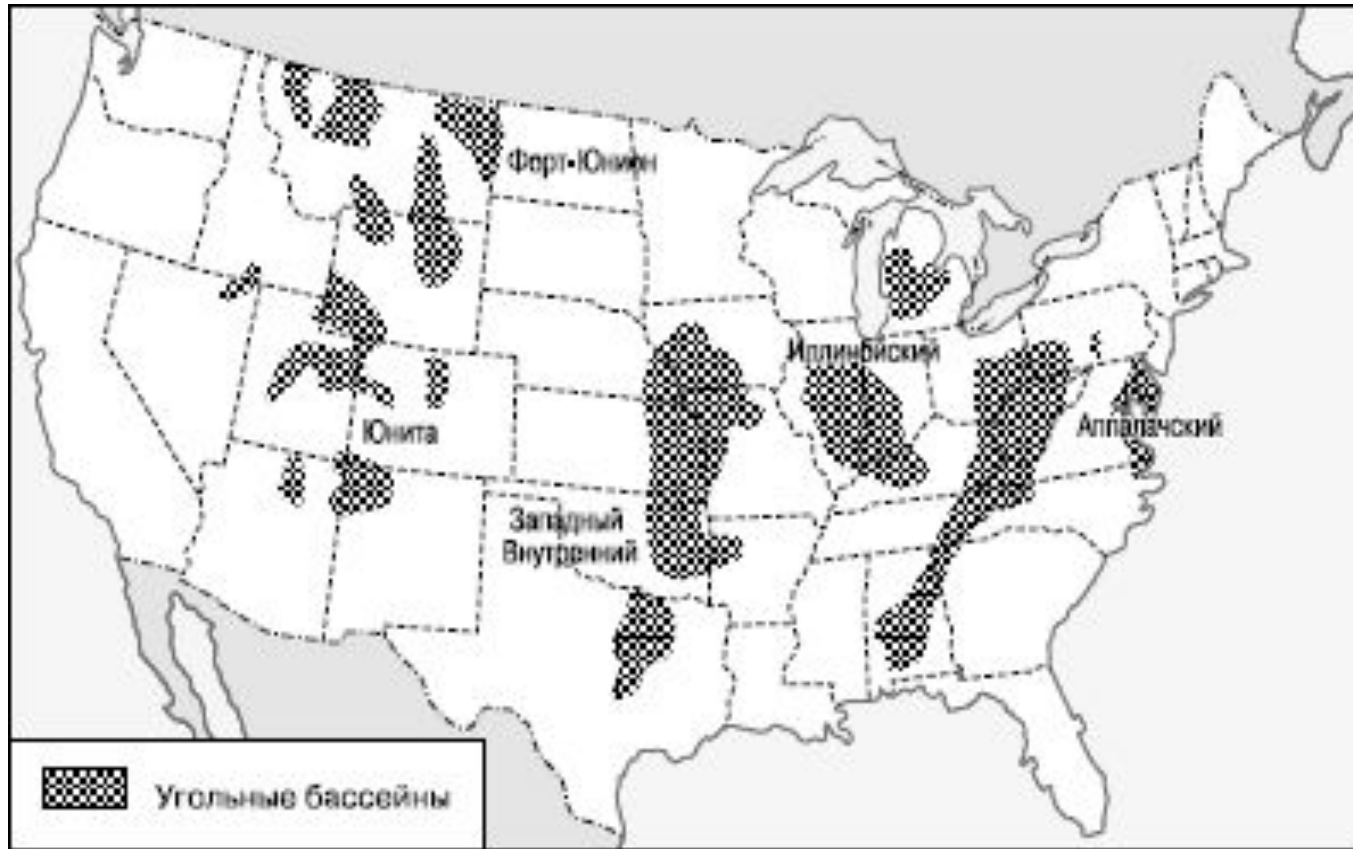 Форт-Юнион
Иллинойский
Аппалачский
Юнита
Западный
Внутренний
Угольные бассейны